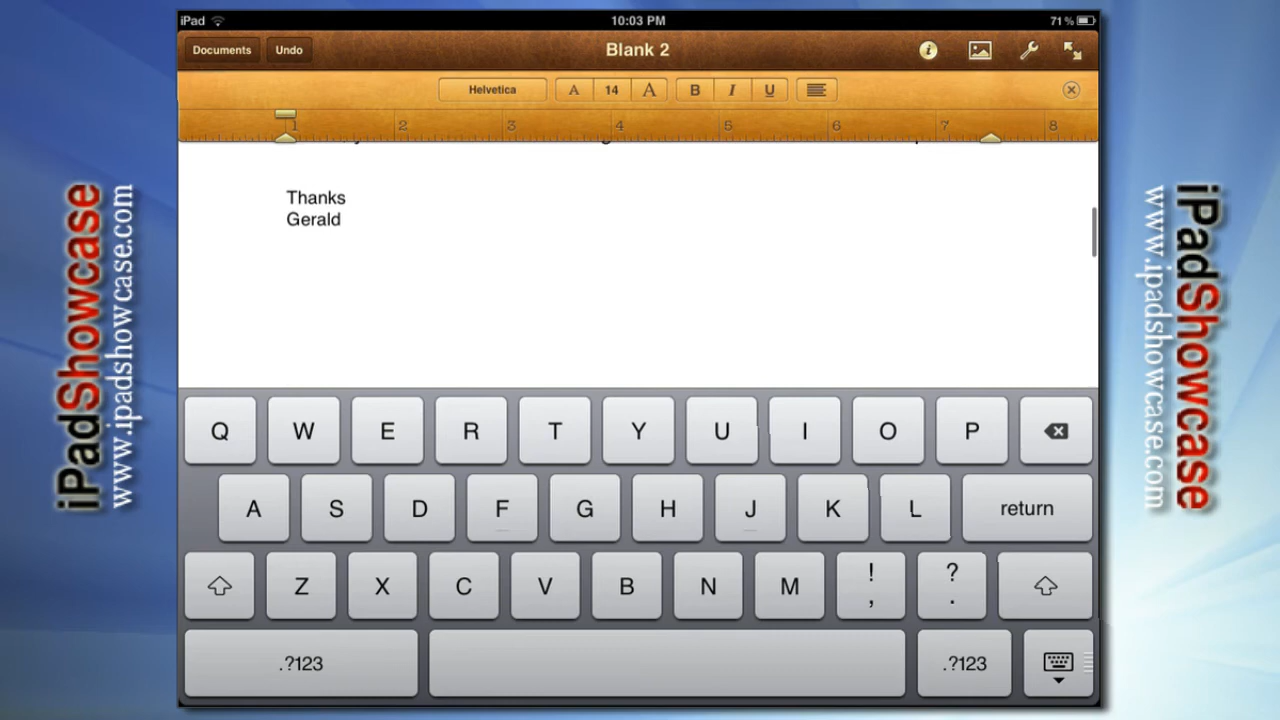 iPad 10:03 PM 71 %
Documents Undo Blank 2
Helvetica A 14 A B I U
1 2 3 4 5 6 7 8
Thanks
Gerald
Q W E R T Y U I O P
A S D F G H J K L return
Z X C V B N M ! , ? .
.?123 .?123
iPadShowcase
www.ipadshowcase.com
iPadShowcase
www.ipadshowcase.com